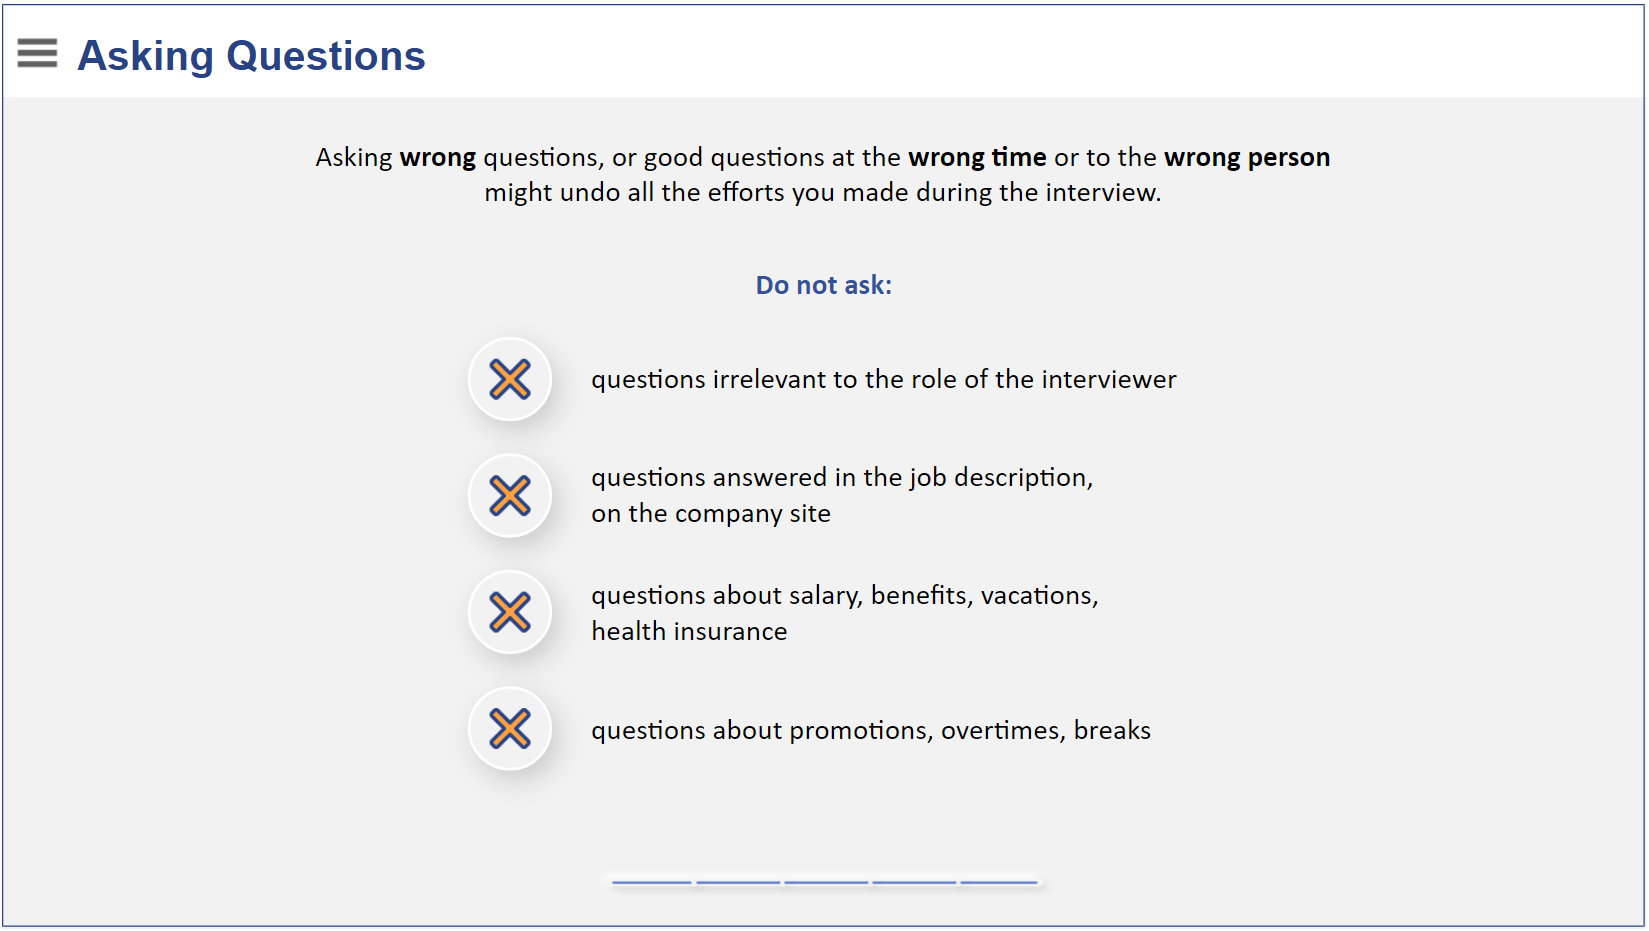 Asking Questions
Asking wrong questions, or good questions at the wrong time or to the wrong person
might undo all the efforts you made during the interview.
Do not ask:
questions irrelevant to the role of the interviewer
questions answered in the job description,
on the company site
questions about salary, benefits, vacations,
health insurance
questions about promotions, overtimes, breaks